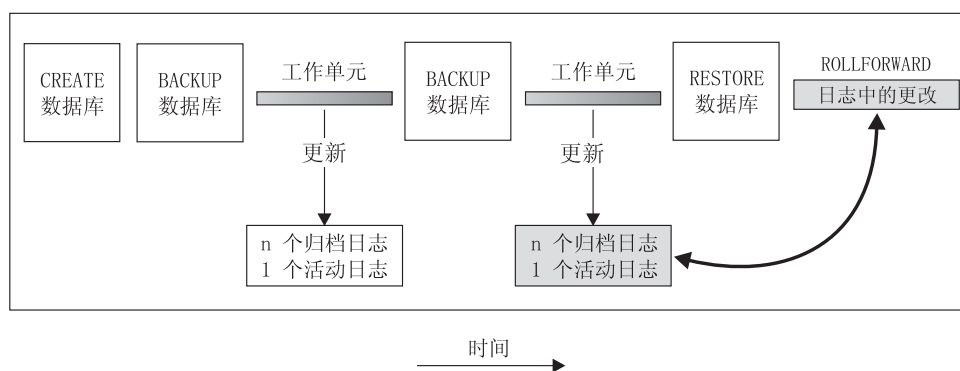 CREATE
数据库
BACKUP
数据库
工作单元
更新
n 个归档日志
1 个活动日志
BACKUP
数据库
工作单元
更新
n 个归档日志
1 个活动日志
RESTORE
数据库
ROLLFORWARD
日志中的更改
时间